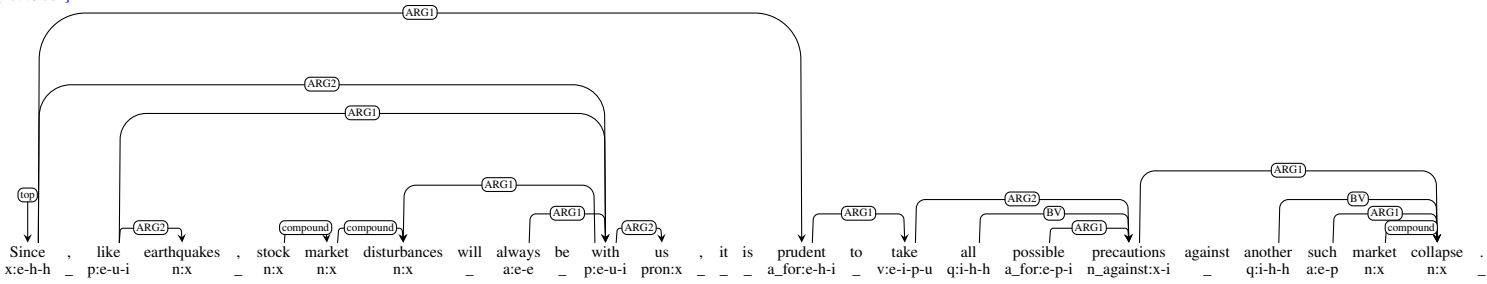 ARG1
ARG2
ARG1
ARG1
top
ARG1
ARG2
BV
ARG1
BV
ARG1
ARG2
compound
compound
ARG2
ARG1
ARG1
compound
Since , like earthquakes , stock market disturbances will always be with us , it is prudent to take all possible precautions against another such market collapse .
x:e-h-h _ p:e-u-i n:x _ n:x n:x n:x _ a:e-e _ p:e-u-i pron:x _ _ _ a_for:e-h-i _ v:e-i-p-u q:i-h-h a_for:e-p-i n_against:x-i _ q:i-h-h a:e-p n:x n:x _